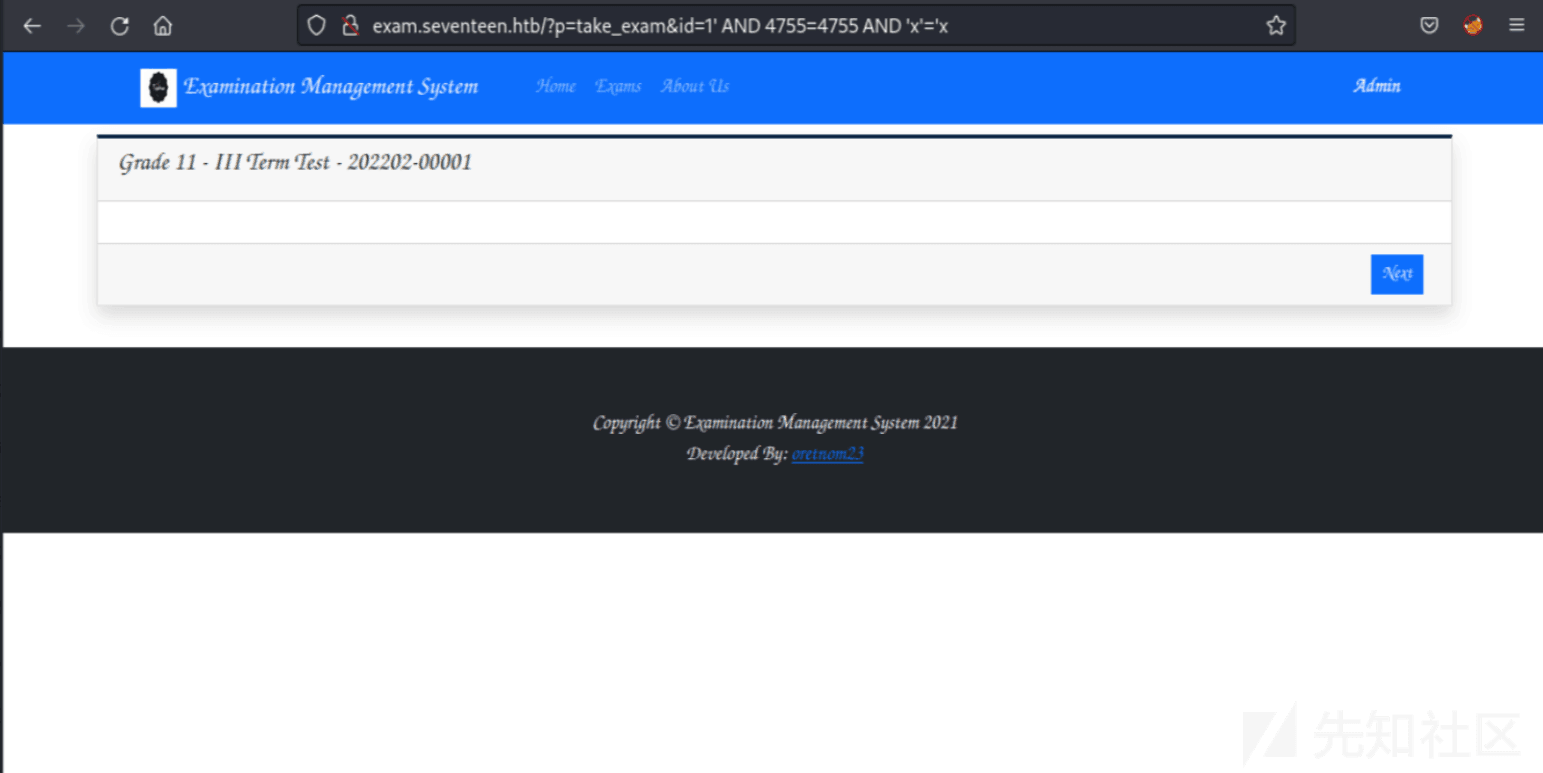 exam.seventeen.htb/?p=take_exam&id=1' AND 4755=4755 AND 'x'='x
Examination Management System Home Exams About Us Admin
Grade 11 - III Term Test - 202202-00001
Next
Copyright © Examination Management System 2021
Developed By: oretnom23
先知社区